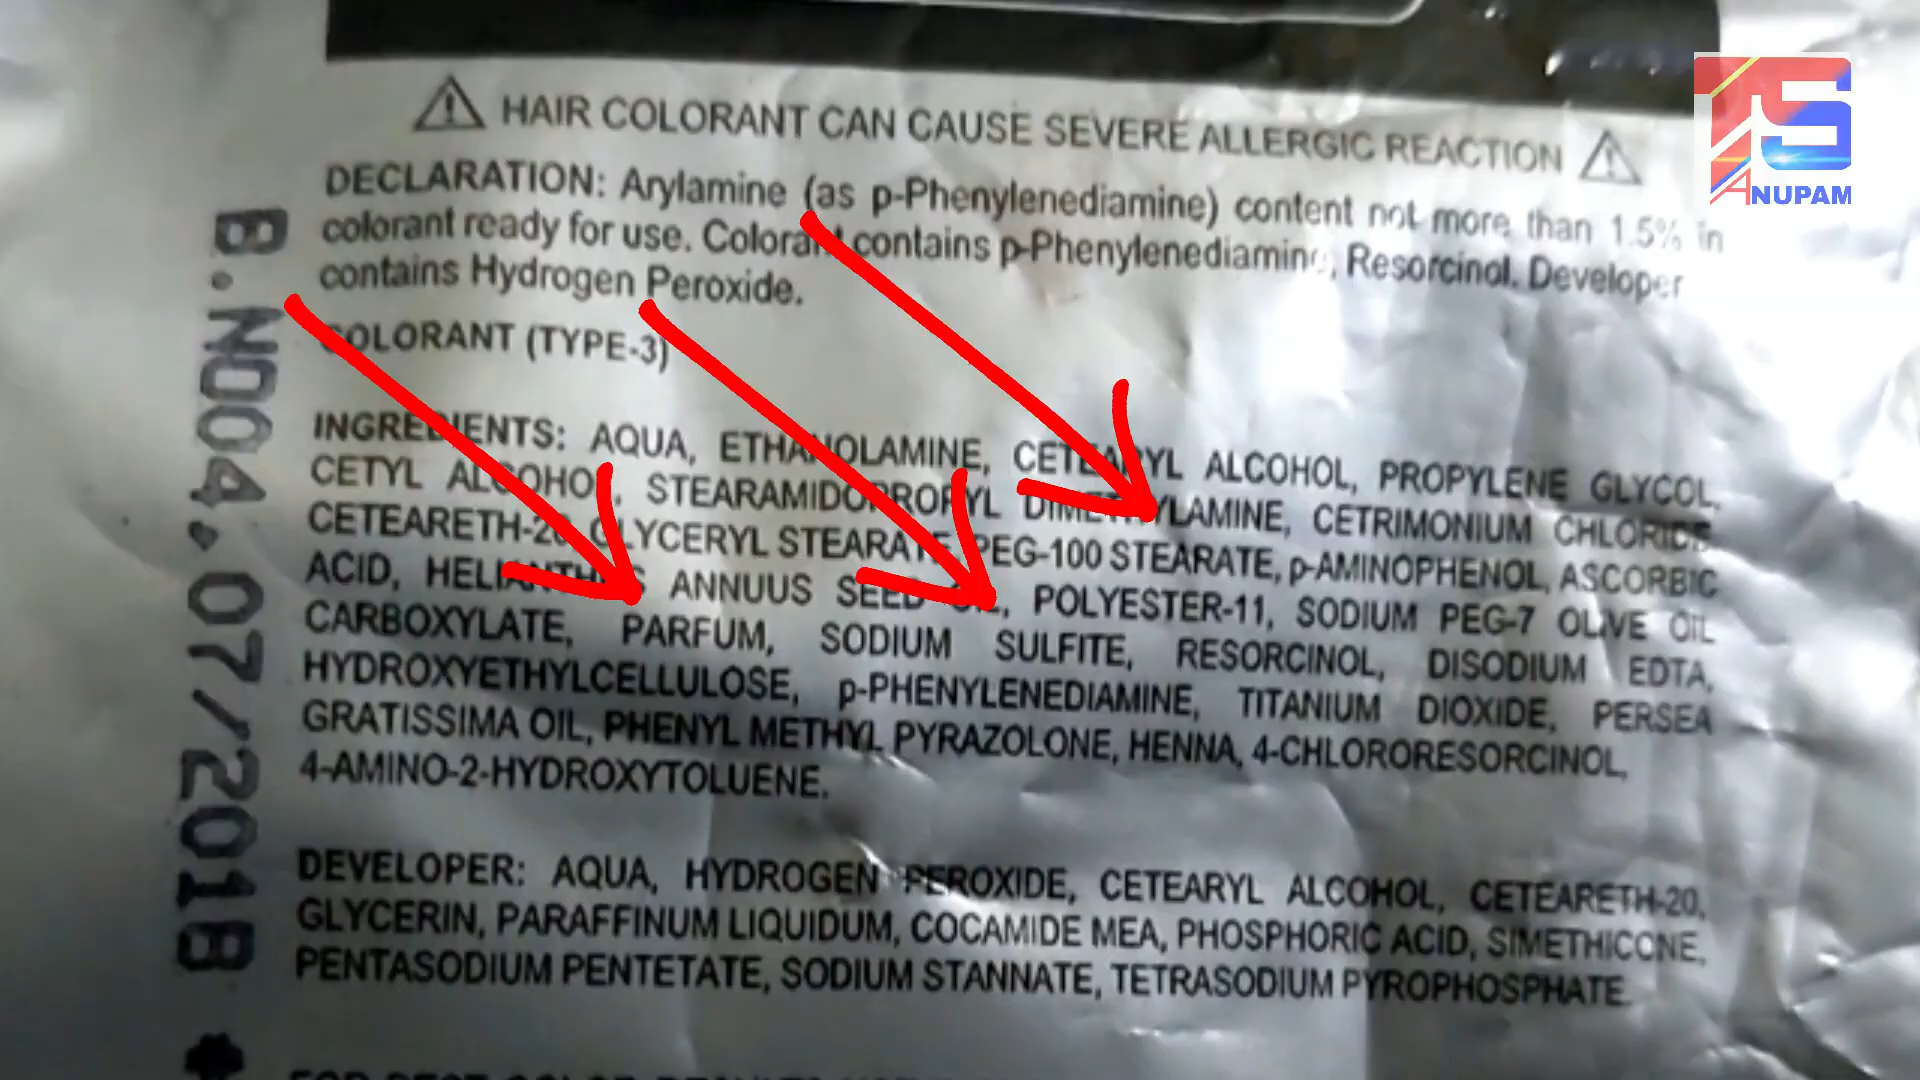 HAIR COLORANT CAN CAUSE SEVERE ALLERGIC REACTION
DECLARATION: Arylamine (as p-Phenylenediamine) content not more than 1.5% in
colorant ready for use. Colorant contains p-Phenylenediamine, Resorcinol. Developer
contains Hydrogen Peroxide.
COLORANT (TYPE-3)
INGREDIENTS: AQUA, ETHANOLAMINE, CETEARYL ALCOHOL, PROPYLENE GLYCOL,
CETYL ALCOHOL, STEARAMIDOPROPYL DIMETHYLAMINE, CETRIMONIUM CHLORIDE
CETEARETH-20, GLYCERYL STEARATE, PEG-100 STEARATE, p-AMINOPHENOL, ASCORBIC
ACID, HELIANTHUS ANNUUS SEED OIL, POLYESTER-11, SODIUM PEG-7 OLIVE OIL
CARBOXYLATE, PARFUM, SODIUM SULFITE, RESORCINOL, DISODIUM EDTA,
HYDROXYETHYLCELLULOSE, p-PHENYLENEDIAMINE, TITANIUM DIOXIDE, PERSEA
GRATISSIMA OIL, PHENYL METHYL PYRAZOLONE, HENNA, 4-CHLORORESORCINOL,
4-AMINO-2-HYDROXYTOLUENE.
DEVELOPER: AQUA, HYDROGEN PEROXIDE, CETEARYL ALCOHOL, CETEARETH-20,
GLYCERIN, PARAFFINUM LIQUIDUM, COCAMIDE MEA, PHOSPHORIC ACID, SIMETHICONE,
PENTASODIUM PENTETATE, SODIUM STANNATE, TETRASODIUM PYROPHOSPHATE.
B.N004.07/2018
AS
ANUPAM